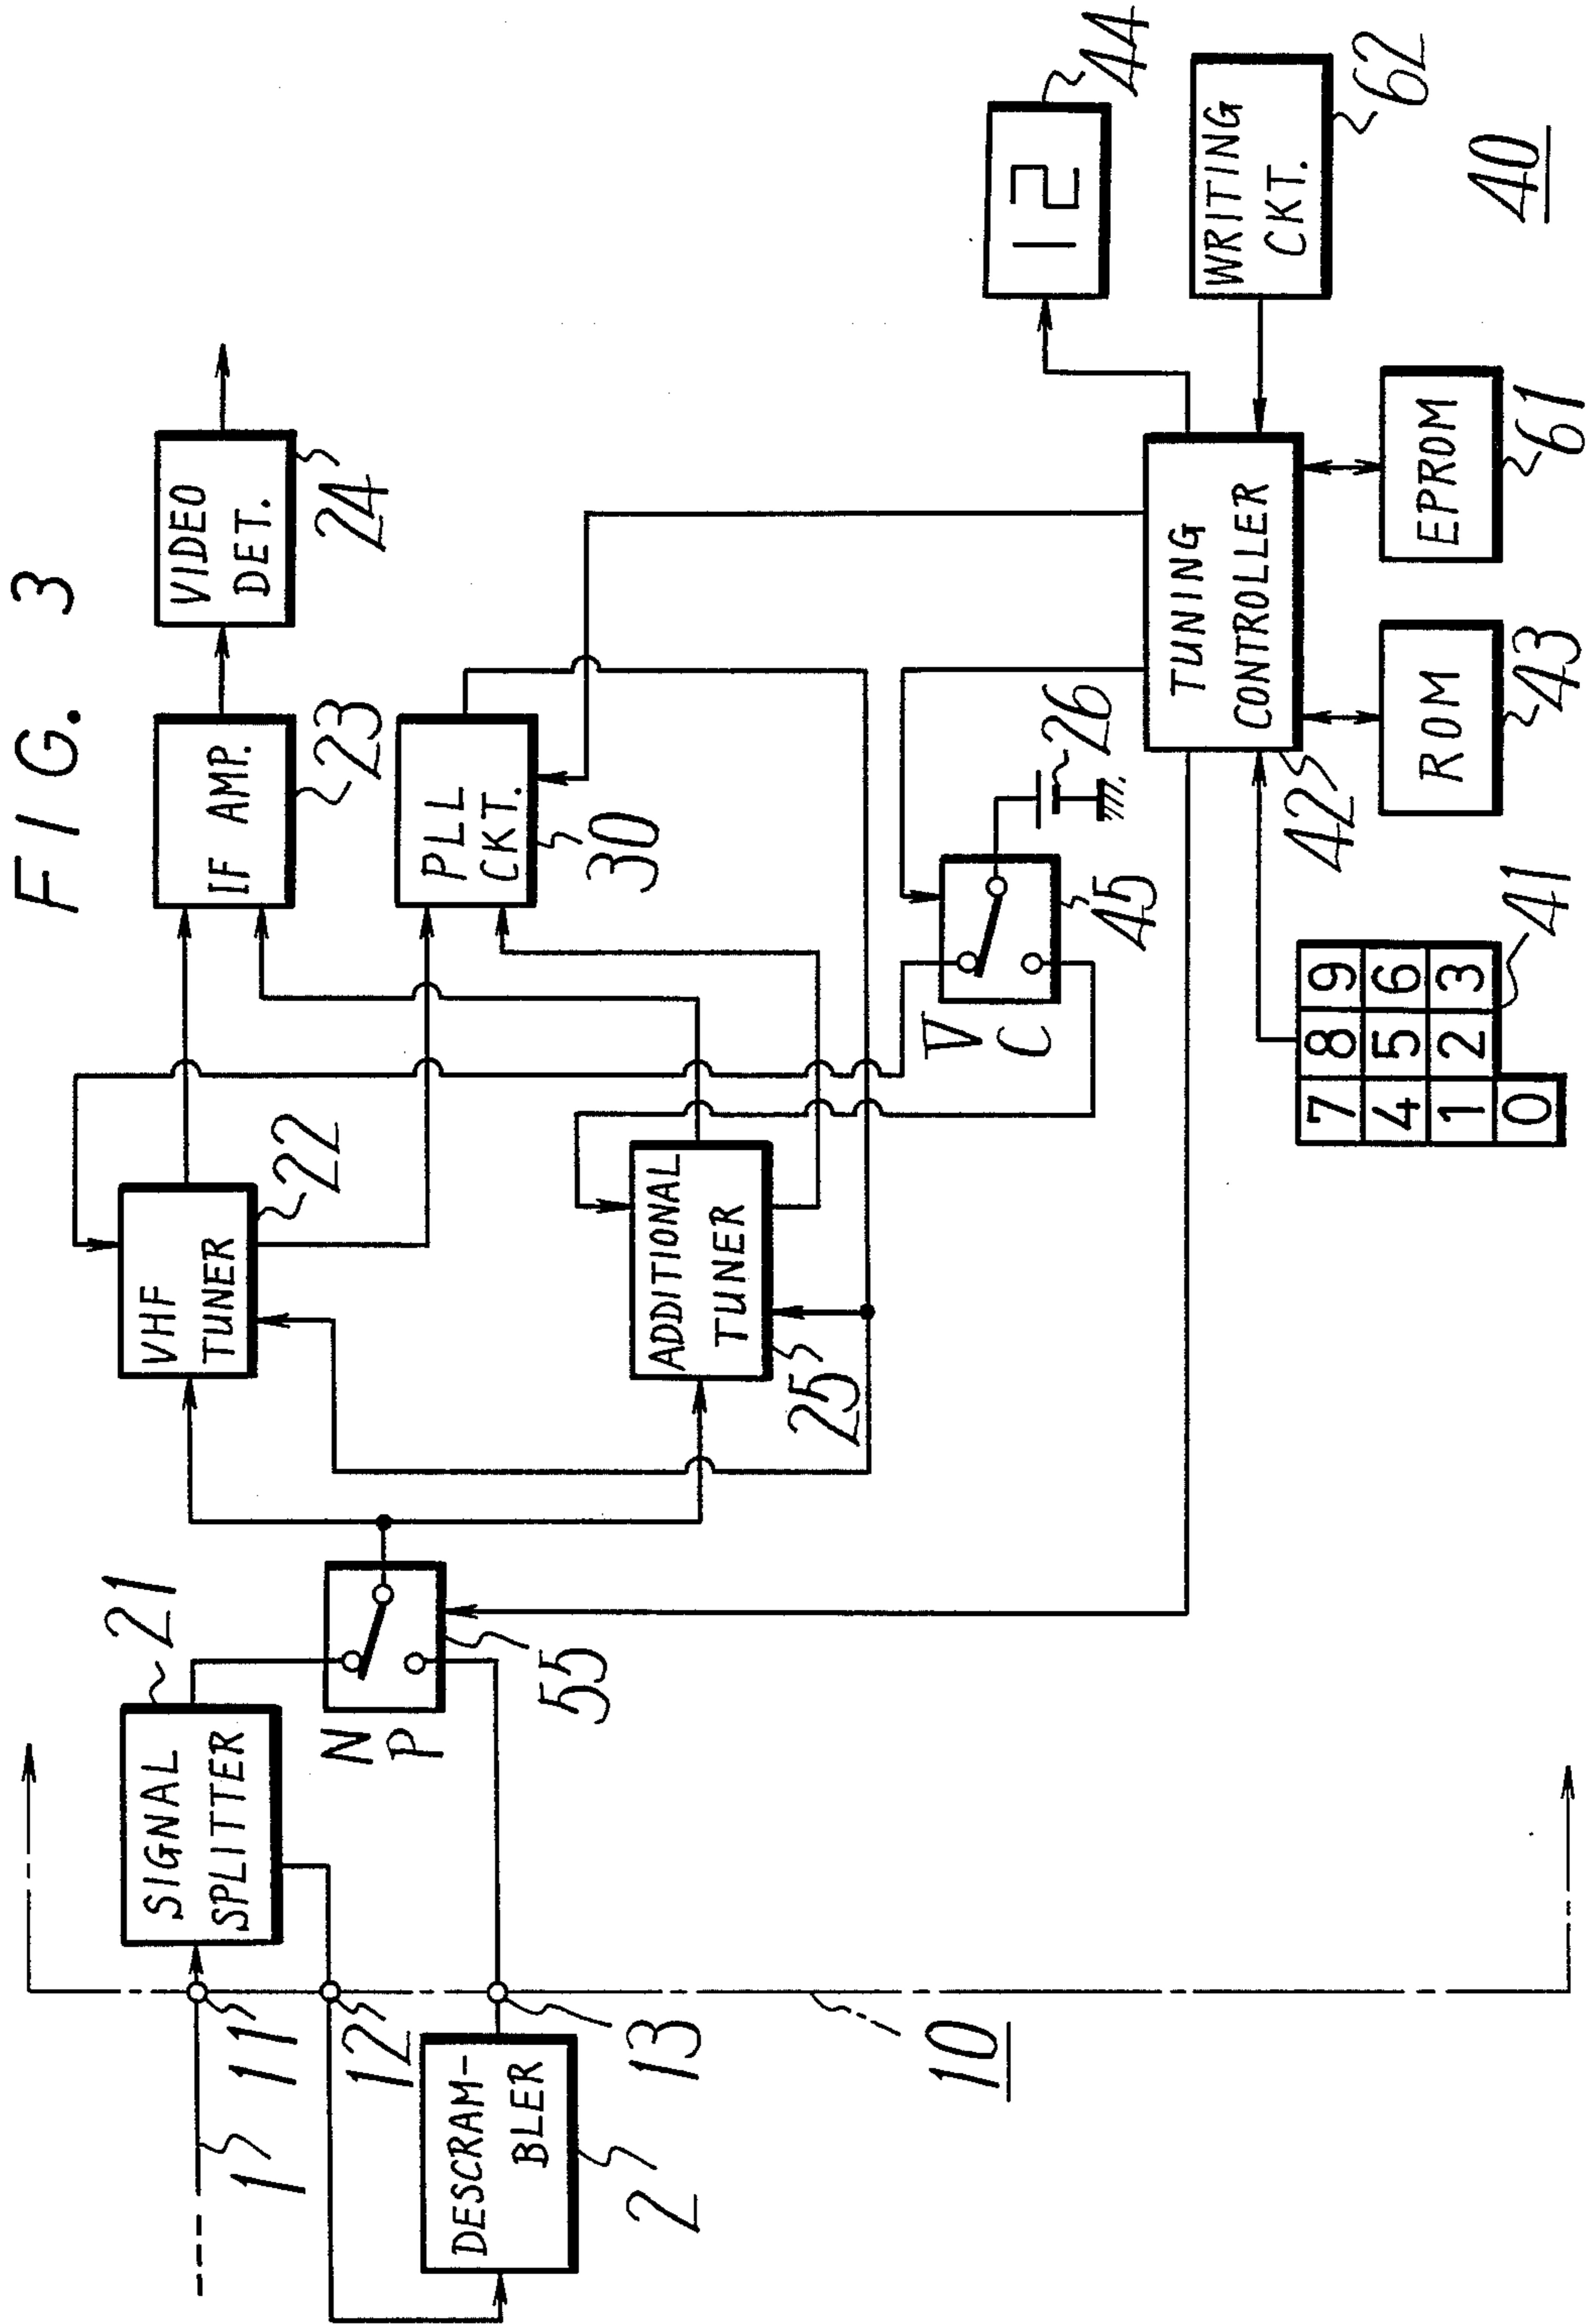 FIG. 3
SIGNAL
SPLITTER
21
VHF
TUNER
22
IF AMP.
23
VIDEO
DET.
24
1
11
12
13
DESCRAM-
BLER
2
10
N
P
55
ADDITIONAL
TUNER
25
PLL
CKT.
30
V
C
45
26
7 8 9
4 5 6
1 2 3
0
41
TUNING
CONTROLLER
42
ROM
43
EPROM
61
12
44
WRITING
CKT.
62
40